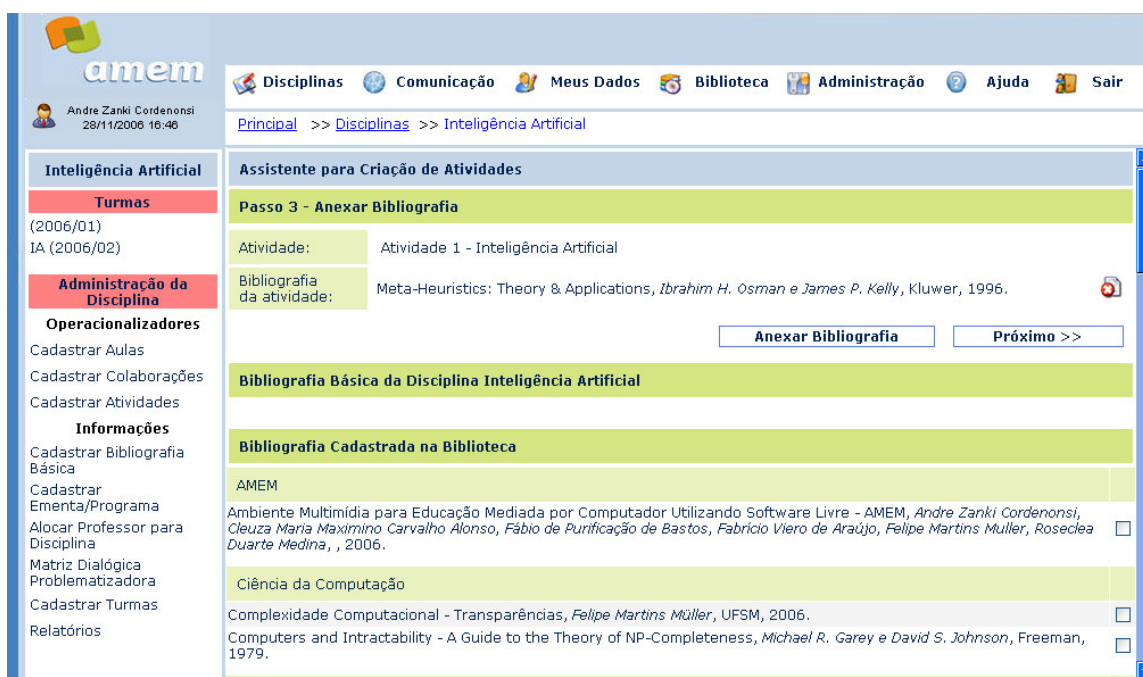 amem
Andre Zanki Cordenonsi
28/11/2006 16:46
Disciplinas Comunicação Meus Dados Biblioteca Administração Ajuda Sair
Principal >> Disciplinas >> Inteligência Artificial
Inteligência Artificial
Turmas
(2006/01)
IA (2006/02)
Administração da
Disciplina
Operacionalizadores
Cadastrar Aulas
Cadastrar Colaborações
Cadastrar Atividades
Informações
Cadastrar Bibliografia
Básica
Cadastrar
Ementa/Programa
Alocar Professor para
Disciplina
Matriz Dialógica
Problematizadora
Cadastrar Turmas
Relatórios
Assistente para Criação de Atividades
Passo 3 - Anexar Bibliografia
Atividade: Atividade 1 - Inteligência Artificial
Bibliografia
da atividade:
Meta-Heuristics: Theory & Applications, Ibrahim H. Osman e James P. Kelly, Kluwer, 1996.
Anexar Bibliografia Próximo >>
Bibliografia Básica da Disciplina Inteligência Artificial
Bibliografia Cadastrada na Biblioteca
AMEM
Ambiente Multimídia para Educação Mediada por Computador Utilizando Software Livre - AMEM, Andre Zanki Cordenonsi,
Cleuza Maria Maximino Carvalho Alonso, Fábio de Purificação de Bastos, Fabrício Viero de Araújo, Felipe Martins Muller, Roseclea
Duarte Medina, , 2006.
Ciência da Computação
Complexidade Computacional - Transparências, Felipe Martins Müller, UFSM, 2006.
Computers and Intractability - A Guide to the Theory of NP-Completeness, Michael R. Garey e David S. Johnson, Freeman,
1979.